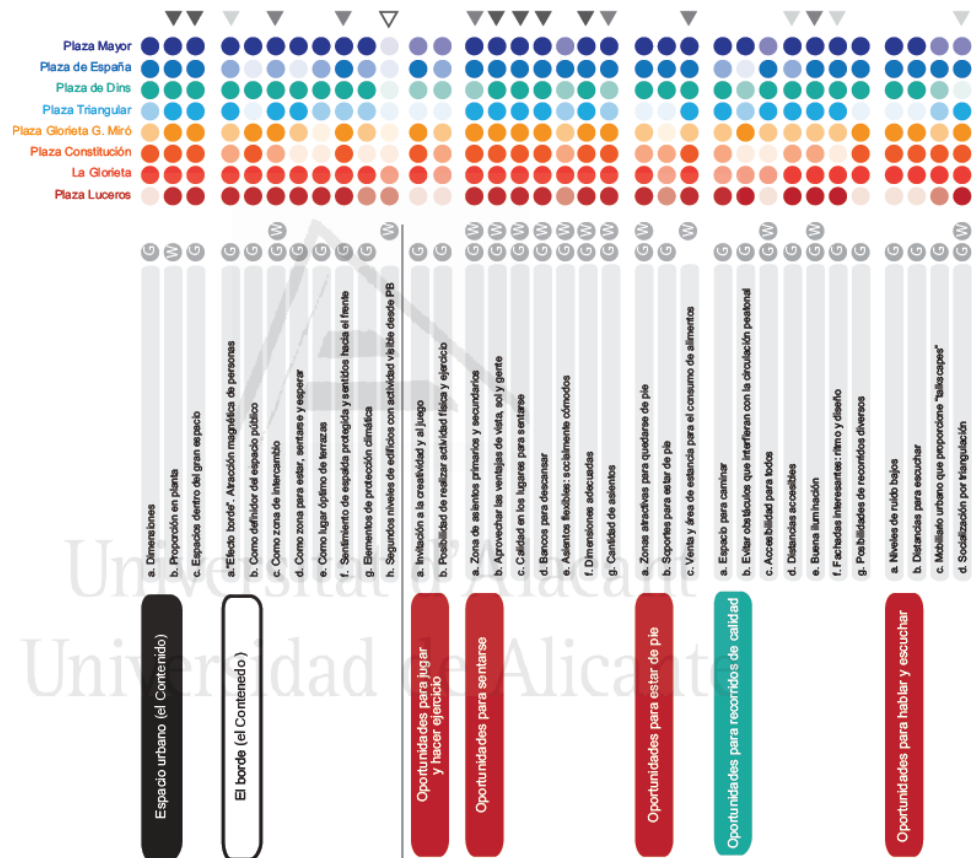 Plaza Mayor
Plaza de España
Plaza de Dins
Plaza Triangular
Plaza Glorieta G. Miró
Plaza Constitución
La Glorieta
Plaza Luceros
Espacio urbano (el Contenido)
a. Dimensiones G
b. Proporción en planta W
c. Espacios dentro del gran espacio G
El borde (el Contenedo)
a."Efecto borde". Atracción magnética de personas G
b. Como definidor del espacio público G
c. Como zona de intercambio G W
d. Como zona para estar, sentarse y esperar G
e. Como lugar óptimo de terrazas G
f. Sentimiento de espalda protegida y sentidos hacia el frente G
g. Elementos de protección climática G
h. Segundos niveles de edificios con actividad visible desde PB W
Oportunidades para jugar
y hacer ejercicio
a. Invitación a la creatividad y al juego G
b. Posibilidad de realizar actividad física y ejercicio G
Oportunidades para sentarse
a. Zona de asientos primarios y secundarios G W
b. Aprovechar las ventajas de vista, sol y gente G W
c. Calidad en los lugares para sentarse G W
d. Bancos para descansar G W
e. Asientos flexibles: socialmente cómodos G W
f. Dimensiones adecuadas G W
g. Cantidad de asientos G W
Oportunidades para estar de pie
a. Zonas atractivas para quedarse de pie G W
b. Soportes para estar de pie G
c. Venta y área de estancia para el consumo de alimentos W
Oportunidades para recorridos de calidad
a. Espacio para caminar G
b. Evitar obstáculos que interfieran con la circulación peatonal G
c. Accesibilidad para todos G W
d. Distancias accesibles G
e. Buena iluminación G W
f. Fachadas interesantes: ritmo y diseño G
g. Posibilidades de recorridos diversos G
Oportunidades para hablar y escuchar
a. Niveles de ruido bajos G
b. Distancias para escuchar G
c. Mobiliario urbano que proporcione "talkscapes" G
d. Socialización por triangulación G W
Universitat d'Alacant
Universidad de Alicante